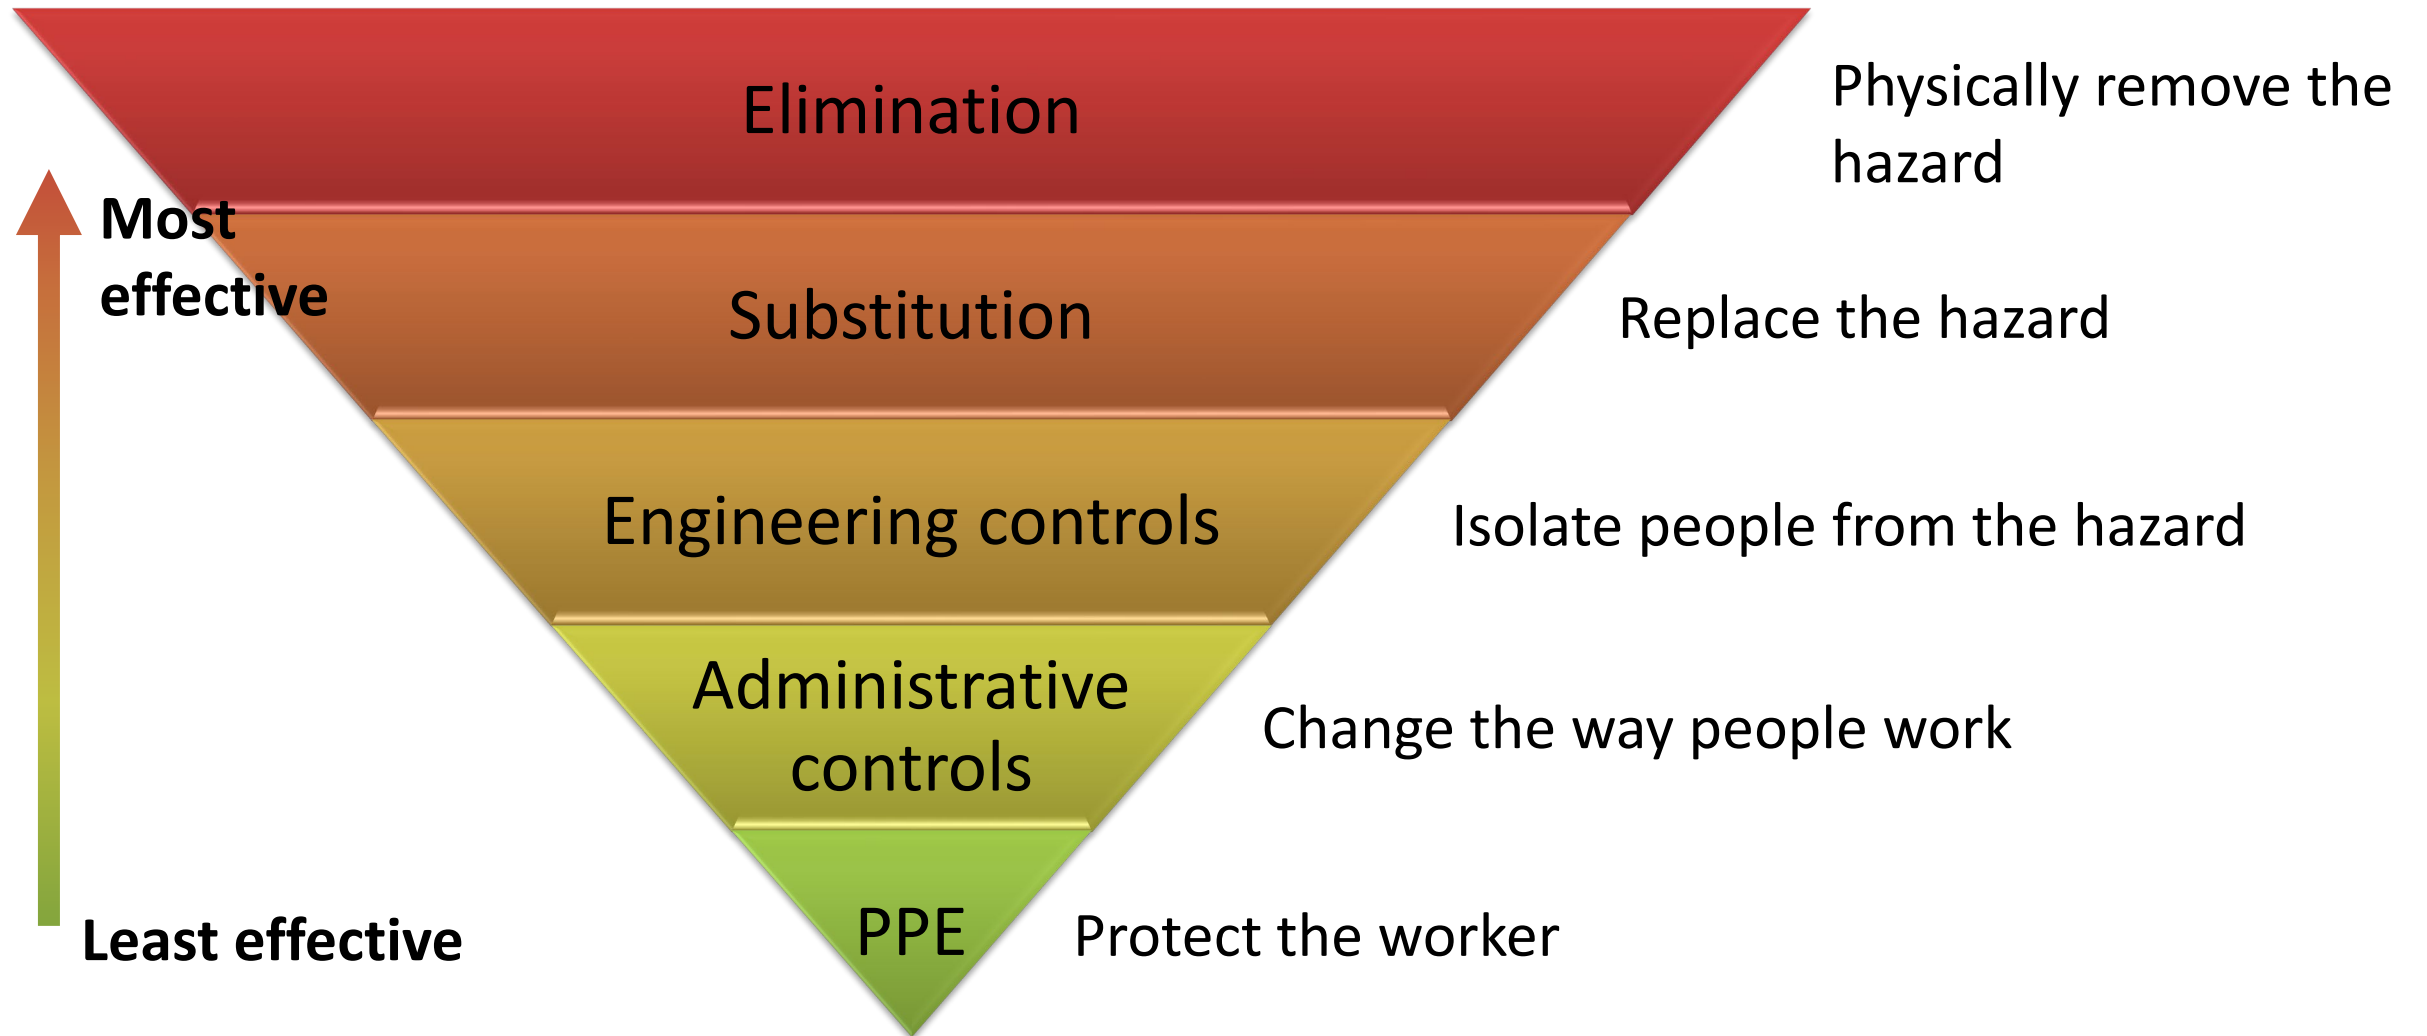 Elimination
Physically remove the
hazard
Most
effective
Substitution
Replace the hazard
Engineering controls
Isolate people from the hazard
Administrative
controls
Change the way people work
PPE
Protect the worker
Least effective